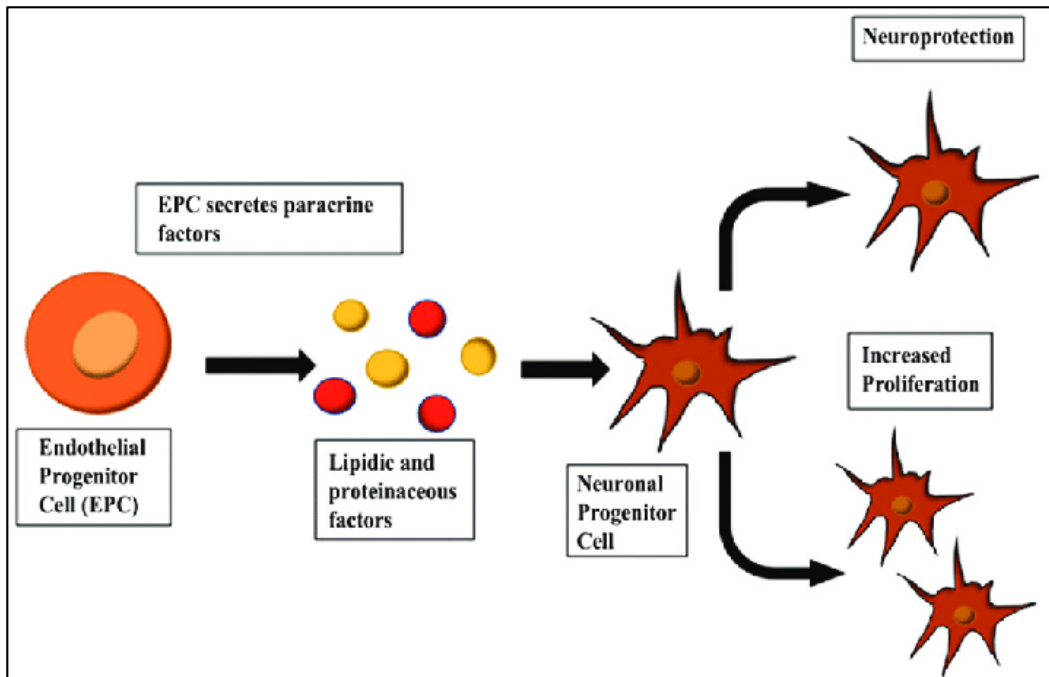 Neuroprotection
EPC secretes paracrine
factors
Increased
Proliferation
Endothelial
Progenitor
Cell (EPC)
Lipidic and
proteinaceous
factors
Neuronal
Progenitor
Cell